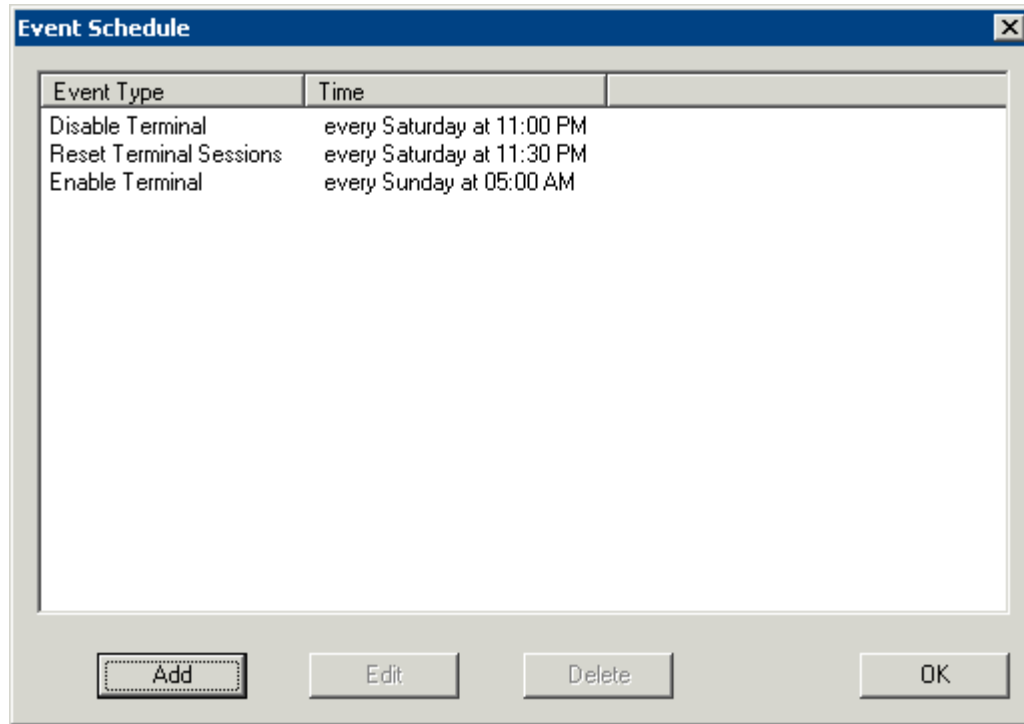 Event Schedule
Event Type Time
Disable Terminal every Saturday at 11:00 PM
Reset Terminal Sessions every Saturday at 11:30 PM
Enable Terminal every Sunday at 05:00 AM
Add Edit Delete OK